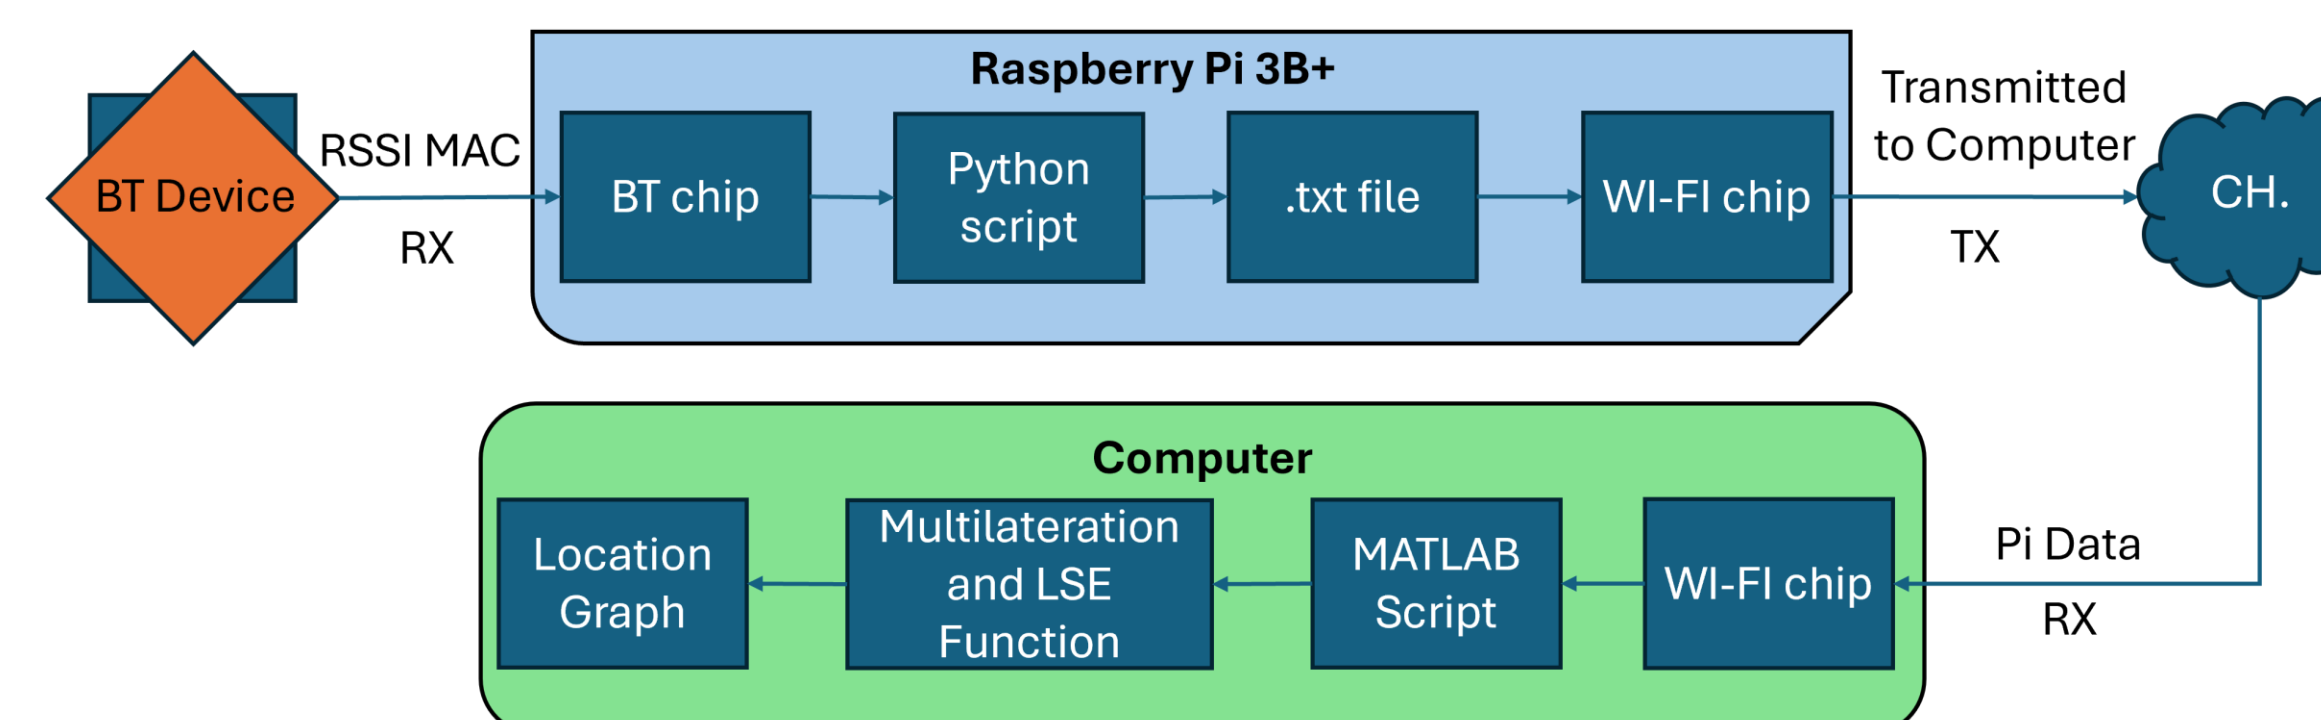 Raspberry Pi 3B+
BT Device
RSSI MAC
RX
BT chip
Python
script
.txt file
WI-FI chip
Transmitted
to Computer
TX
CH.
Computer
Location
Graph
Multilateration
and LSE
Function
MATLAB
Script
WI-FI chip
Pi Data
RX